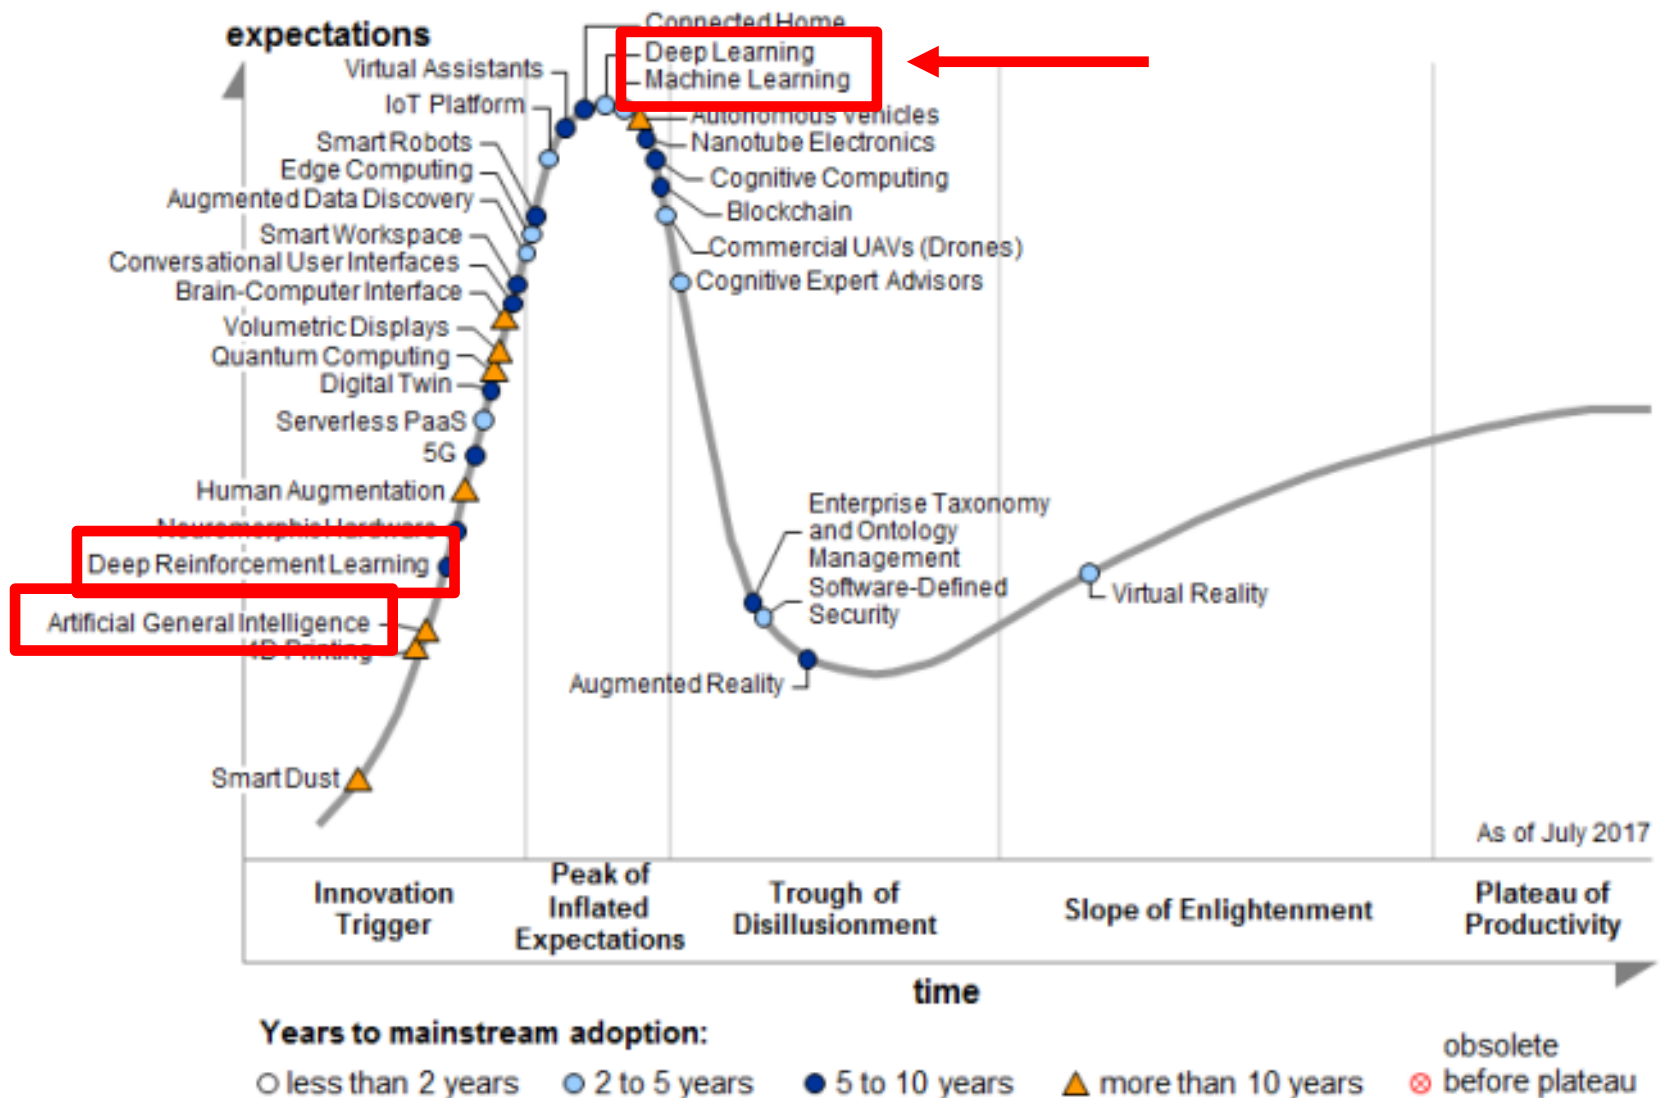 expectations
Connected Home
Deep Learning
Machine Learning
Virtual Assistants
IoT Platform
Autonomous Vehicles
Smart Robots
Nanotube Electronics
Edge Computing
Cognitive Computing
Augmented Data Discovery
Blockchain
Smart Workspace
Commercial UAVs (Drones)
Conversational User Interfaces
Cognitive Expert Advisors
Brain-Computer Interface
Volumetric Displays
Quantum Computing
Digital Twin
Serverless PaaS
5G
Human Augmentation
Enterprise Taxonomy
and Ontology
Management
Neuromorphic Hardware
Deep Reinforcement Learning
Software-Defined
Security
Virtual Reality
Artificial General Intelligence
4D Printing
Augmented Reality
Smart Dust
As of July 2017
Innovation
Trigger
Peak of
Inflated
Expectations
Trough of
Disillusionment
Slope of Enlightenment
Plateau of
Productivity
time
Years to mainstream adoption:
less than 2 years
2 to 5 years
5 to 10 years
more than 10 years
obsolete
before plateau